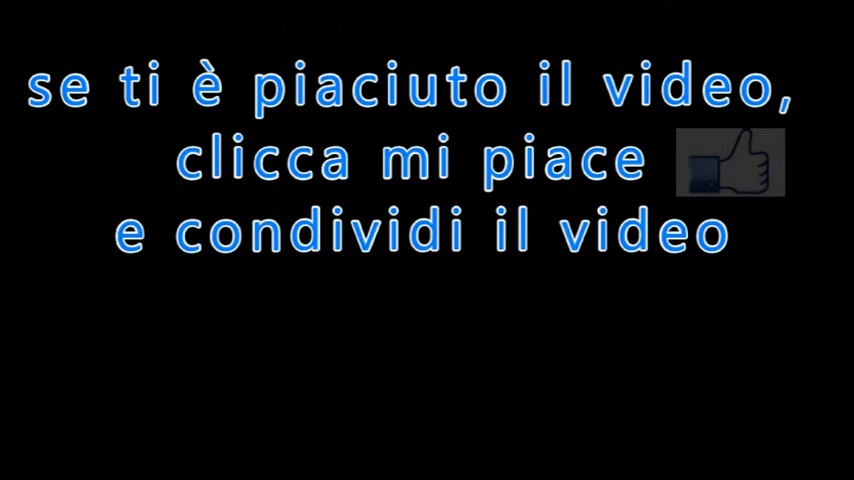 se ti è piaciuto il video,
clicca mi piace
e condividi il video